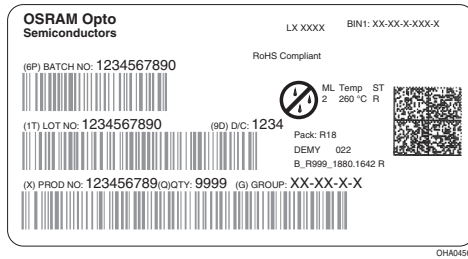 OSRAM Opto
Semiconductors
LX XXXX
BIN1: XX-XX-X-XXX-X
RoHS Compliant
(6P) BATCH NO: 1234567890
ML Temp ST
2 260 °C R
(1T) LOT NO: 1234567890 (9D) D/C: 1234
Pack: R18
DEMY 022
B_R999_1880.1642 R
(X) PROD NO: 123456789(Q)QTY: 9999 (G) GROUP: XX-XX-X-X